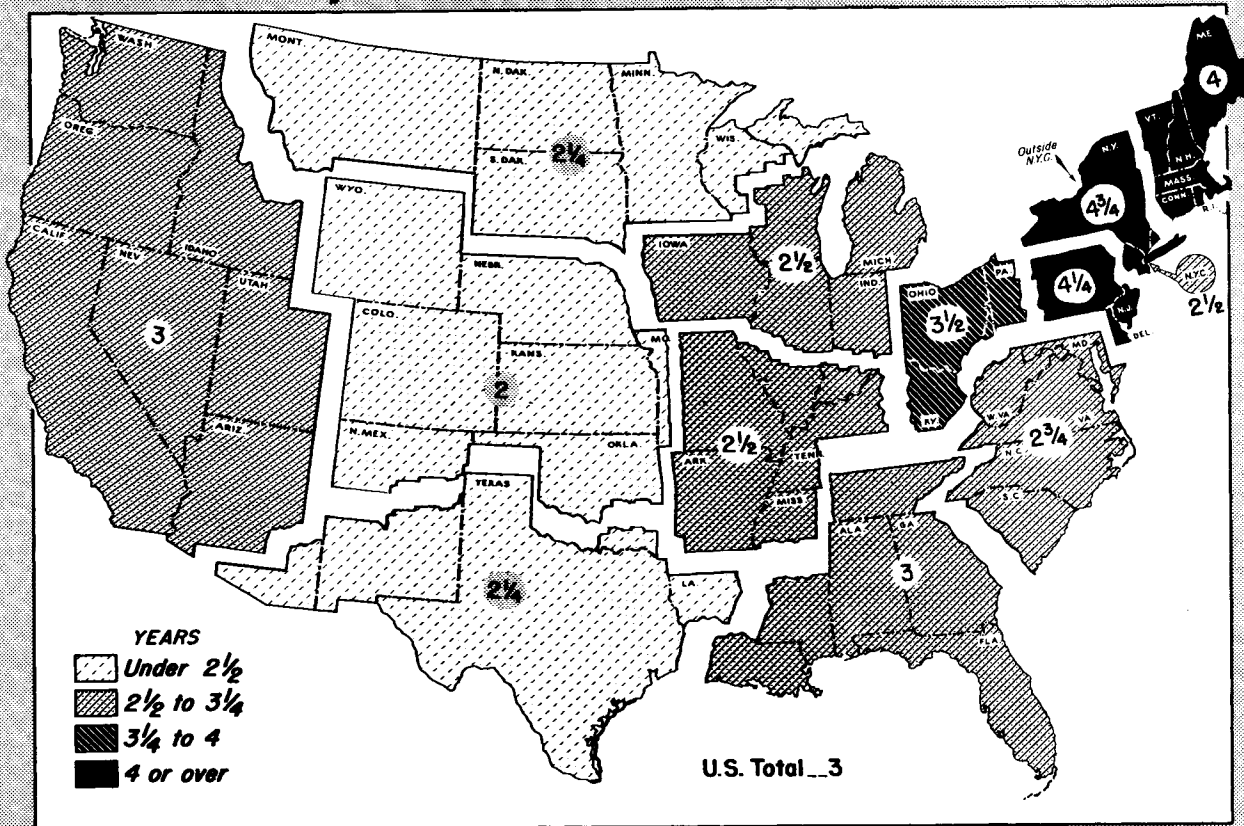 WASH
MONT.
N. DAK.
MINN.
ME
4
OREG.
S. DAK.
2¼
WIS.
Outside
N.Y.C.
N.Y.
VT.
N.H.
MASS
CONN.
R.I.
WYO.
4¾
CALIF.
NEV.
IDAHO
UTAH
NEBR.
IOWA
2½
MICH.
IND.
OHIO
PA.
4¼
N.Y.C.
2½
N.J.
DEL.
3
COLO.
KANS.
MO.
3½
MD.
2
W. VA.
VA.
KY.
2¾
ARIZ.
N. MEX.
OKLA.
ARK.
2½
TENN.
N.C.
S.C.
TEXAS
MISS.
ALA.
GA.
3
2¼
LA.
FLA.
YEARS
Under 2½
2½ to 3¼
3¼ to 4
4 or over
U.S. Total__3